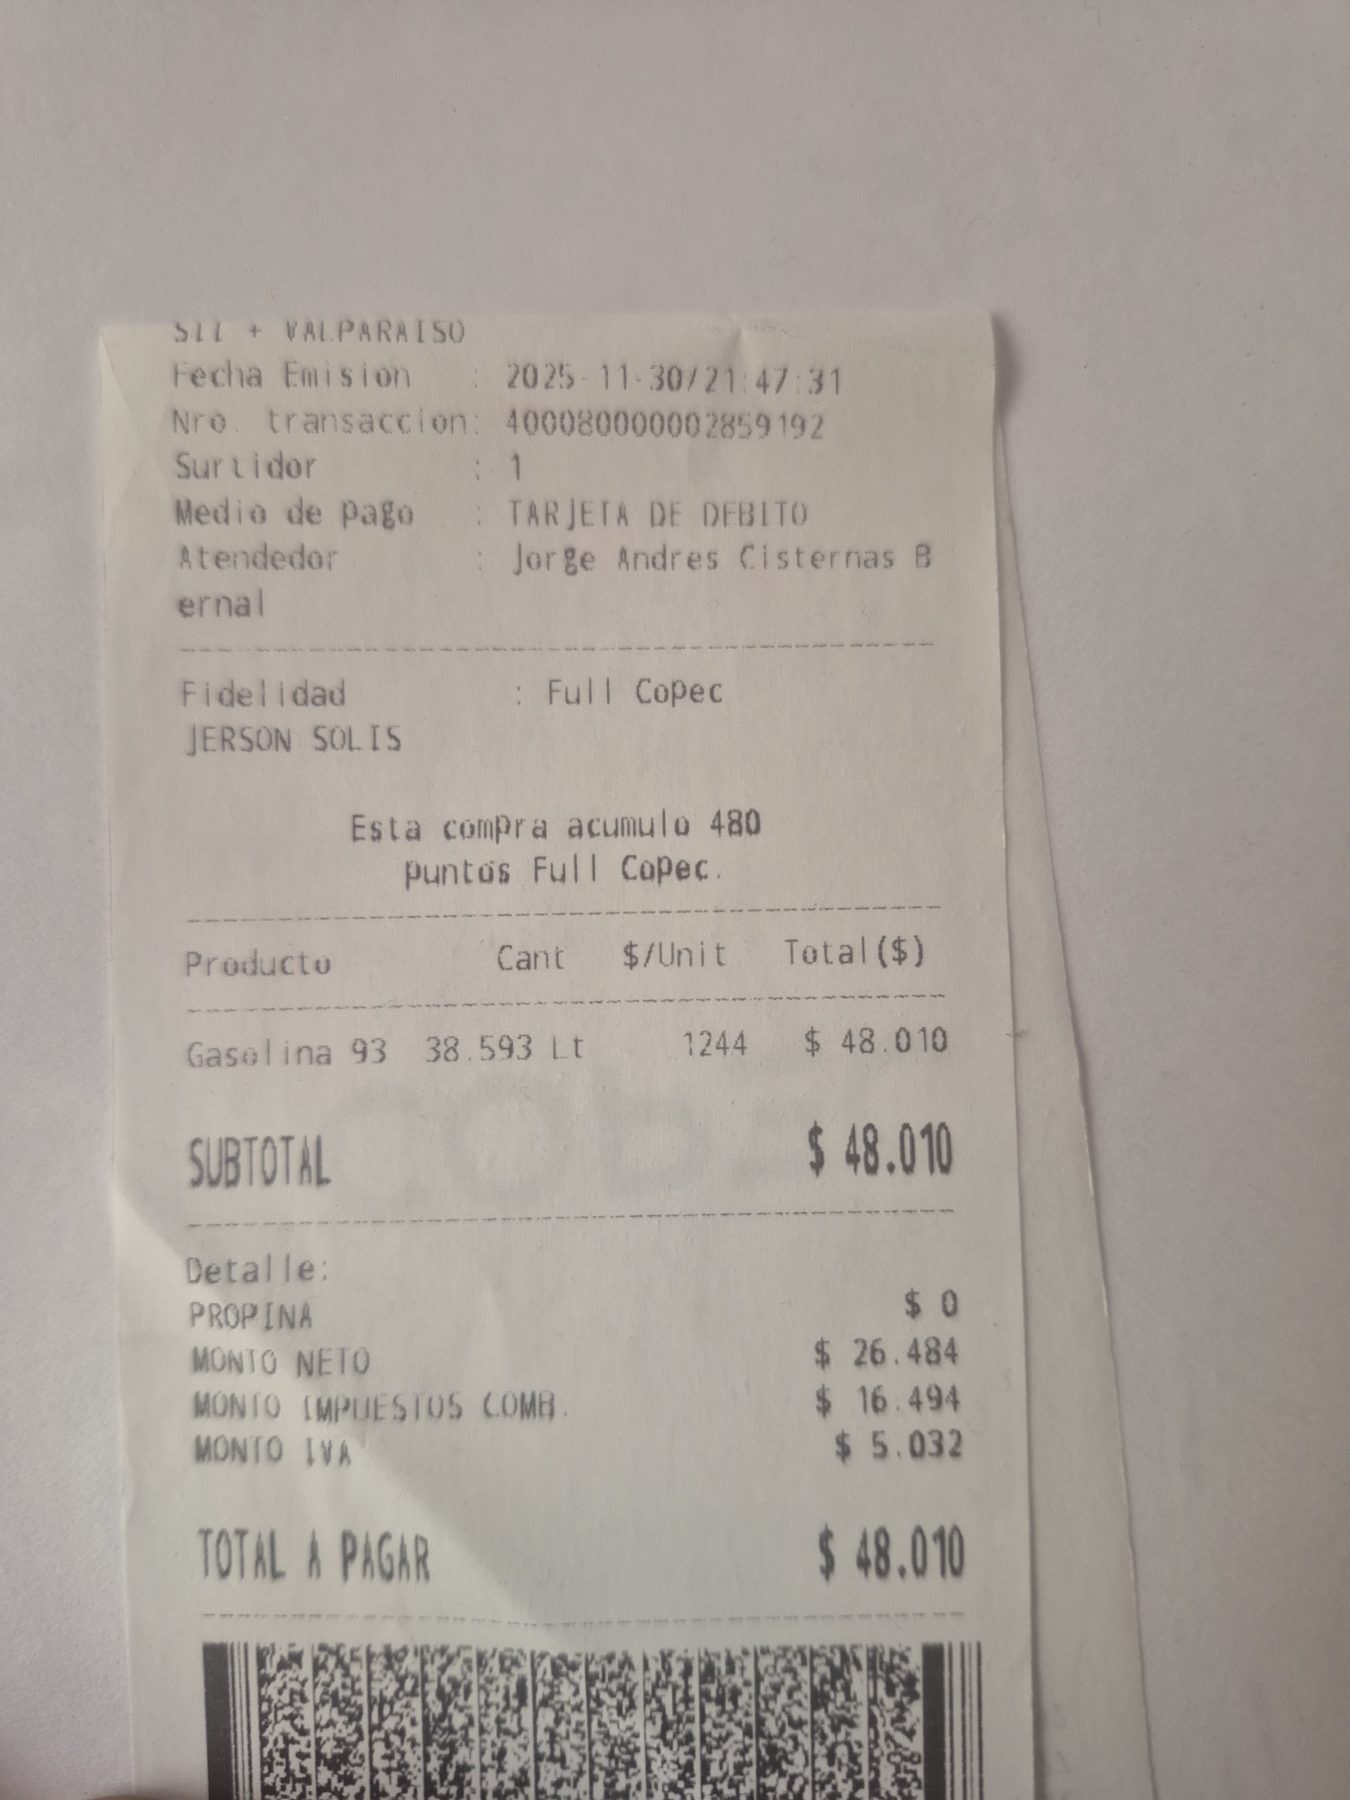 SII + VALPARAISO
Fecha Emision : 2025-11-30/21:47:31
Nro. transaccion: 400080000002859192
Surtidor : 1
Medio de pago : TARJETA DE DEBITO
Atendedor : Jorge Andres Cisternas B
ernal
Fidelidad : Full Copec
JERSON SOLIS
Esta compra acumulo 480
puntos Full Copec.
Producto Cant $/Unit Total($)
Gasolina 93 38.593 Lt 1244 $ 48.010
SUBTOTAL $ 48.010
Detalle:
PROPINA $ 0
MONTO NETO $ 26.484
MONTO IMPUESTOS COMB. $ 16.494
MONTO IVA $ 5.032
TOTAL A PAGAR $ 48.010